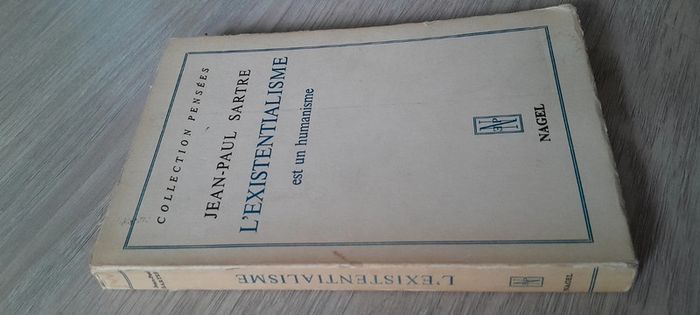 COLLECTION PENSÉES
JEAN-PAUL SARTRE
L'EXISTENTIALISME
est un humanisme
NAGEL
L'EXISTENTIALISME
NAGEL